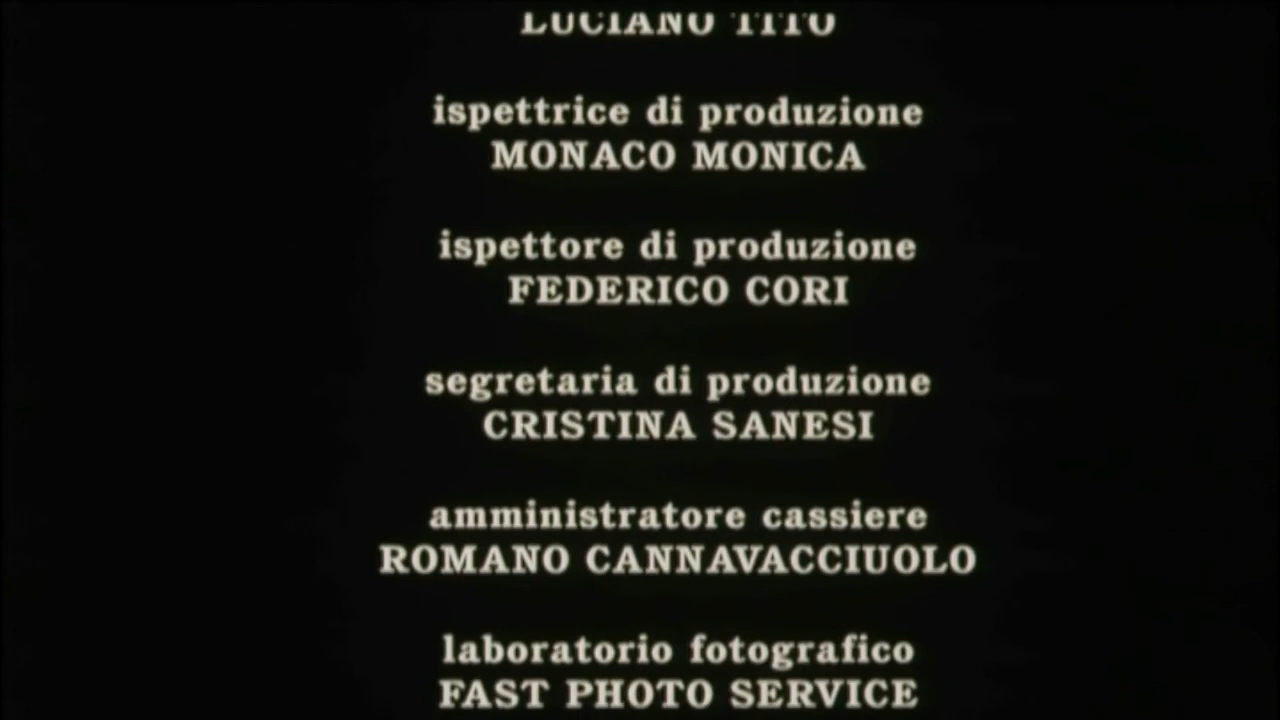 LUCIANO TITO
ispettrice di produzione
MONACO MONICA
ispettore di produzione
FEDERICO CORI
segretaria di produzione
CRISTINA SANESI
amministratore cassiere
ROMANO CANNAVACCIUOLO
laboratorio fotografico
FAST PHOTO SERVICE